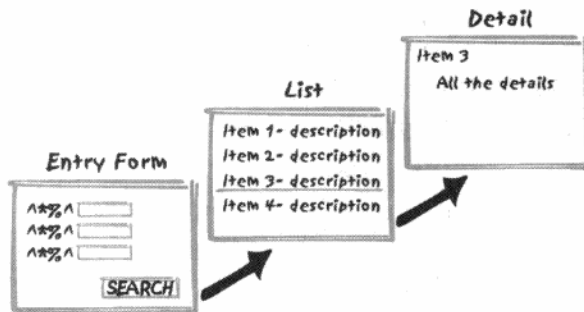 Entry Form
^*%^
^*%^
^*%^
SEARCH
List
Item 1- description
Item 2- description
Item 3- description
Item 4- description
Detail
Item 3
All the details